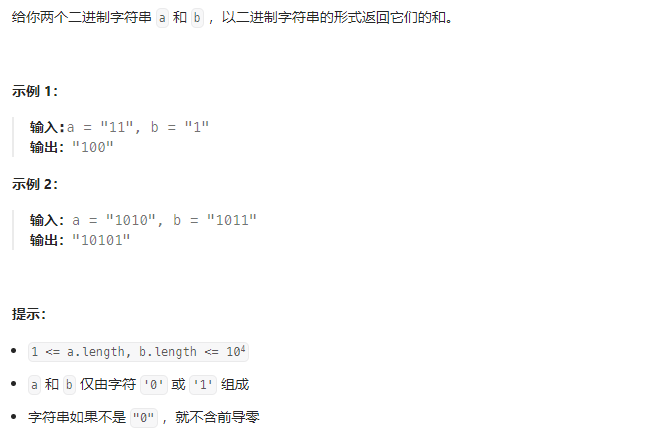 给你两个二进制字符串 a 和 b ，以二进制字符串的形式返回它们的和。
示例 1：
输入:a = "11", b = "1"
输出："100"
示例 2：
输入：a = "1010", b = "1011"
输出："10101"
提示：
1 <= a.length, b.length <= 10⁴
a 和 b 仅由字符 '0' 或 '1' 组成
字符串如果不是 "0" ，就不含前导零